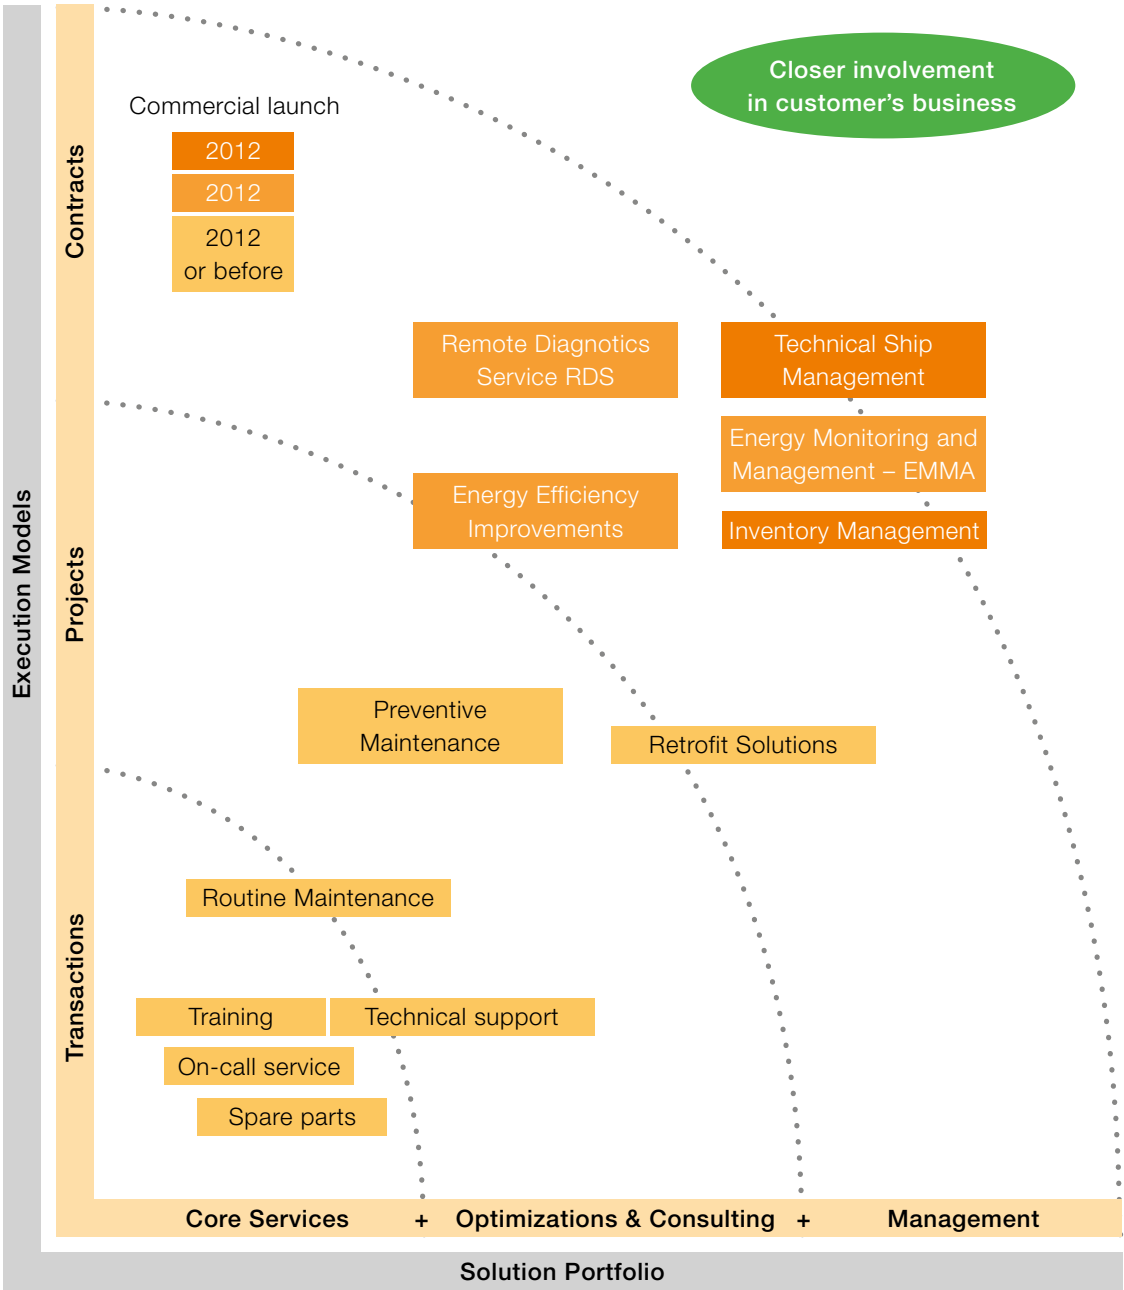 Closer involvement
in customer’s business
Commercial launch
2012
2012
2012
or before
Contracts
Remote Diagnotics
Service RDS
Technical Ship
Management
Energy Monitoring and
Management – EMMA
Energy Efficiency
Improvements
Inventory Management
Execution Models
Projects
Preventive
Maintenance
Retrofit Solutions
Routine Maintenance
Transactions
Training
Technical support
On-call service
Spare parts
Core Services + Optimizations & Consulting + Management
Solution Portfolio